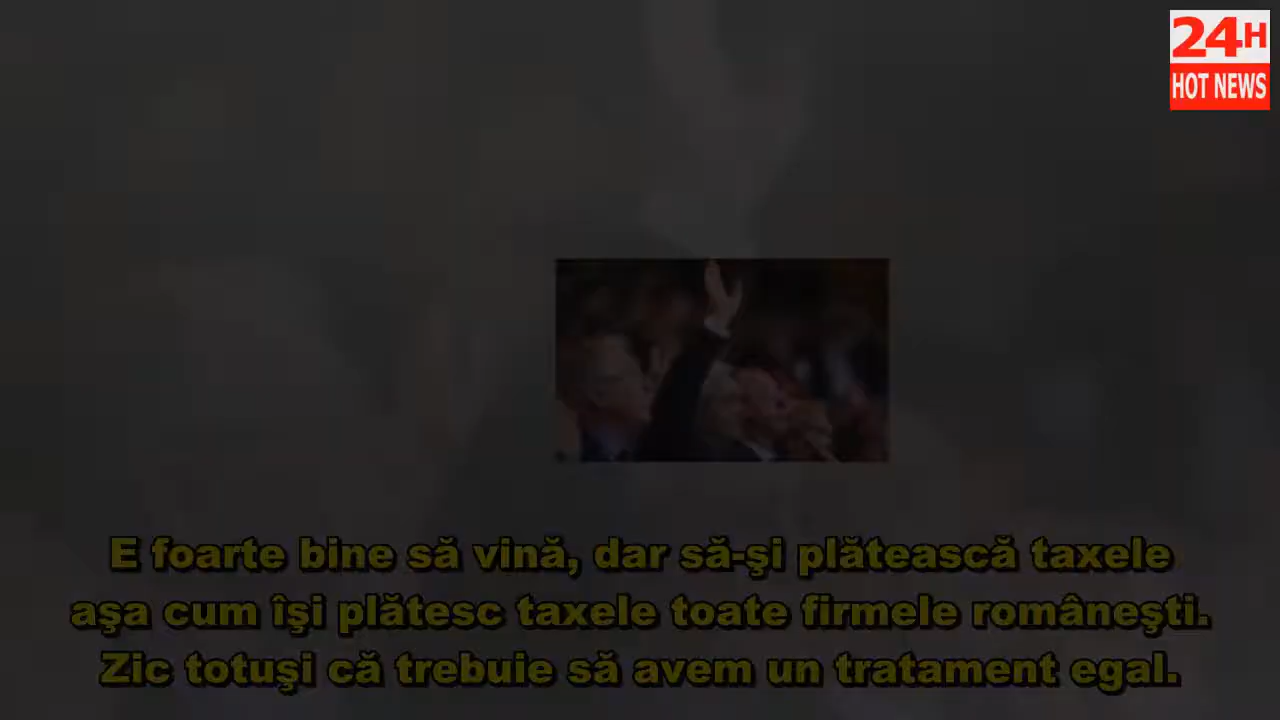 24H
HOT NEWS
E foarte bine să vină, dar să-şi plătească taxele
aşa cum îşi plătesc taxele toate firmele româneşti.
Zic totuşi că trebuie să avem un tratament egal.